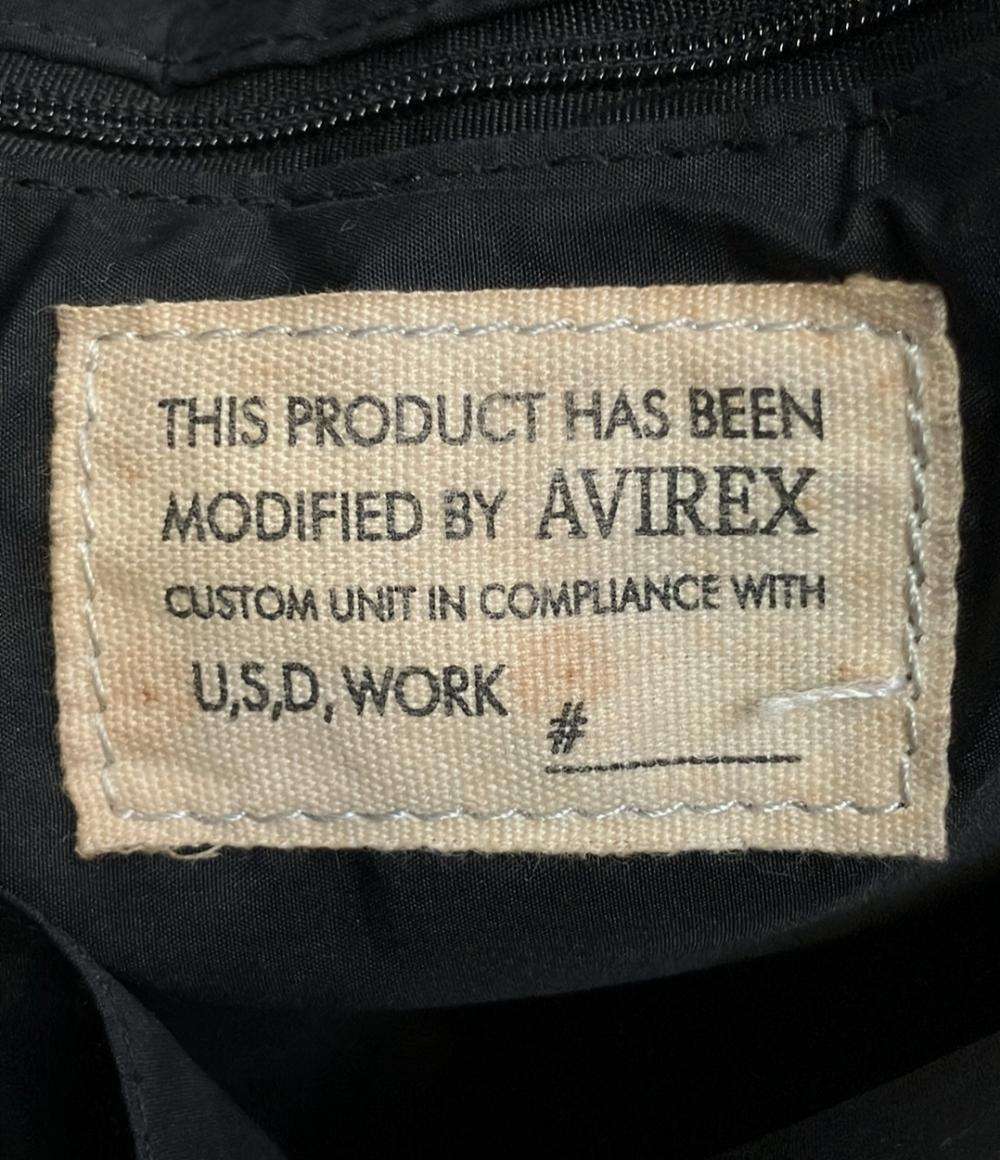 THIS PRODUCT HAS BEEN
MODIFIED BY AVIREX
CUSTOM UNIT IN COMPLIANCE WITH
U,S,D, WORK #